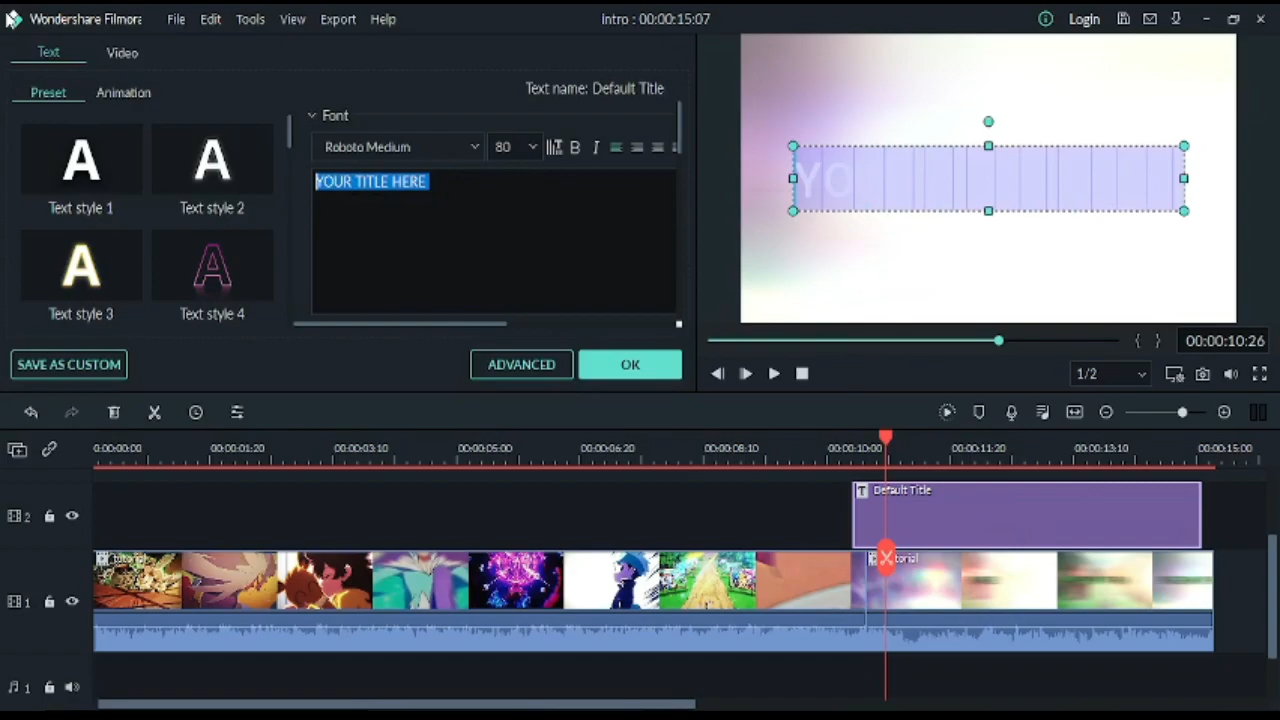 Wondershare Filmora File Edit Tools View Export Help Intro : 00:00:15:07 Login
Text Video
Preset Animation Text name: Default Title
Font
Roboto Medium 80 B I
YOUR TITLE HERE
A A
Text style 1 Text style 2
A A
Text style 3 Text style 4
YO
SAVE AS CUSTOM ADVANCED OK
{ } 00:00:10:26
1/2
0:00:00:00 00:00:01:20 00:00:03:10 00:00:05:00 00:00:06:20 00:00:08:10 00:00:10:00 00:00:11:20 00:00:13:10 00:00:15:00
T Default Title
2
tutorial torial
1
1